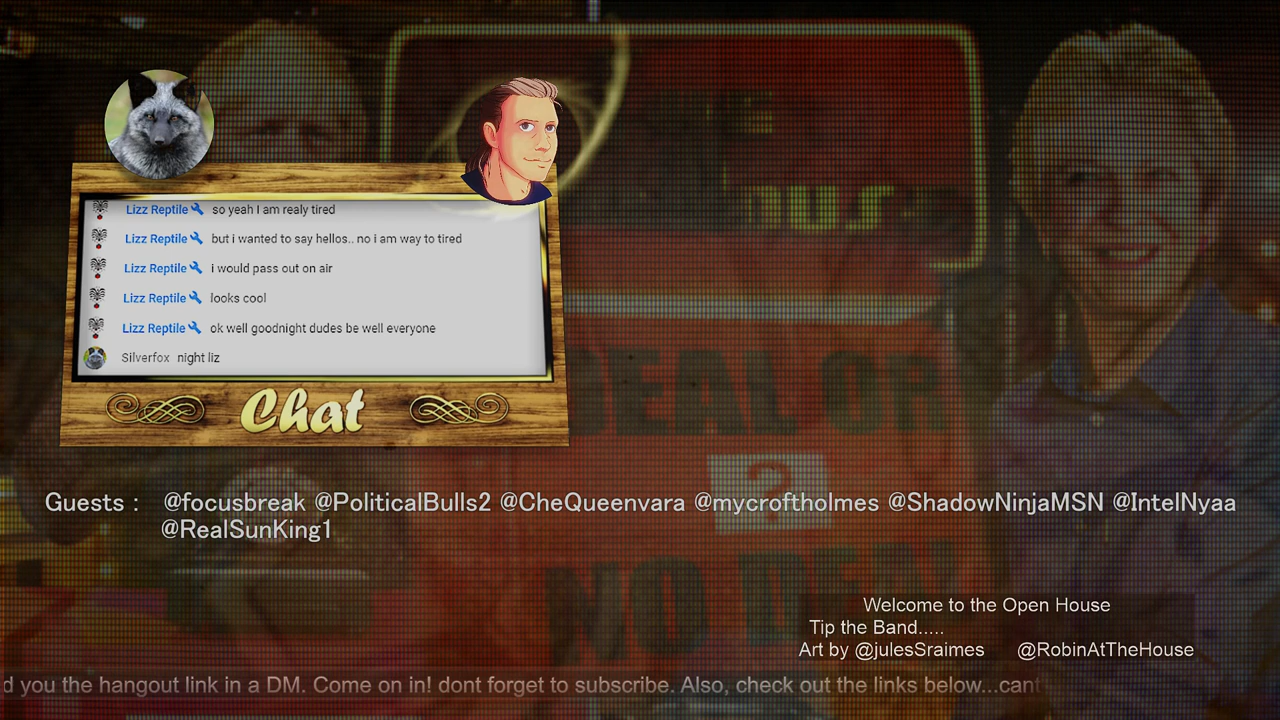 Lizz Reptile so yeah I am realy tired
Lizz Reptile but i wanted to say hellos.. no i am way to tired
Lizz Reptile i would pass out on air
Lizz Reptile looks cool
Lizz Reptile ok well goodnight dudes be well everyone
Silverfox night liz
Chat
DEAL OR
?
NO DEAL
Guests : @focusbreak @PoliticalBulls2 @CheQueenvara @mycroftholmes @ShadowNinjaMSN @IntelNyaa
@RealSunKing1
Welcome to the Open House
Tip the Band.....
Art by @julesSraimes @RobinAtTheHouse
d you the hangout link in a DM. Come on in! dont forget to subscribe. Also, check out the links below...cant